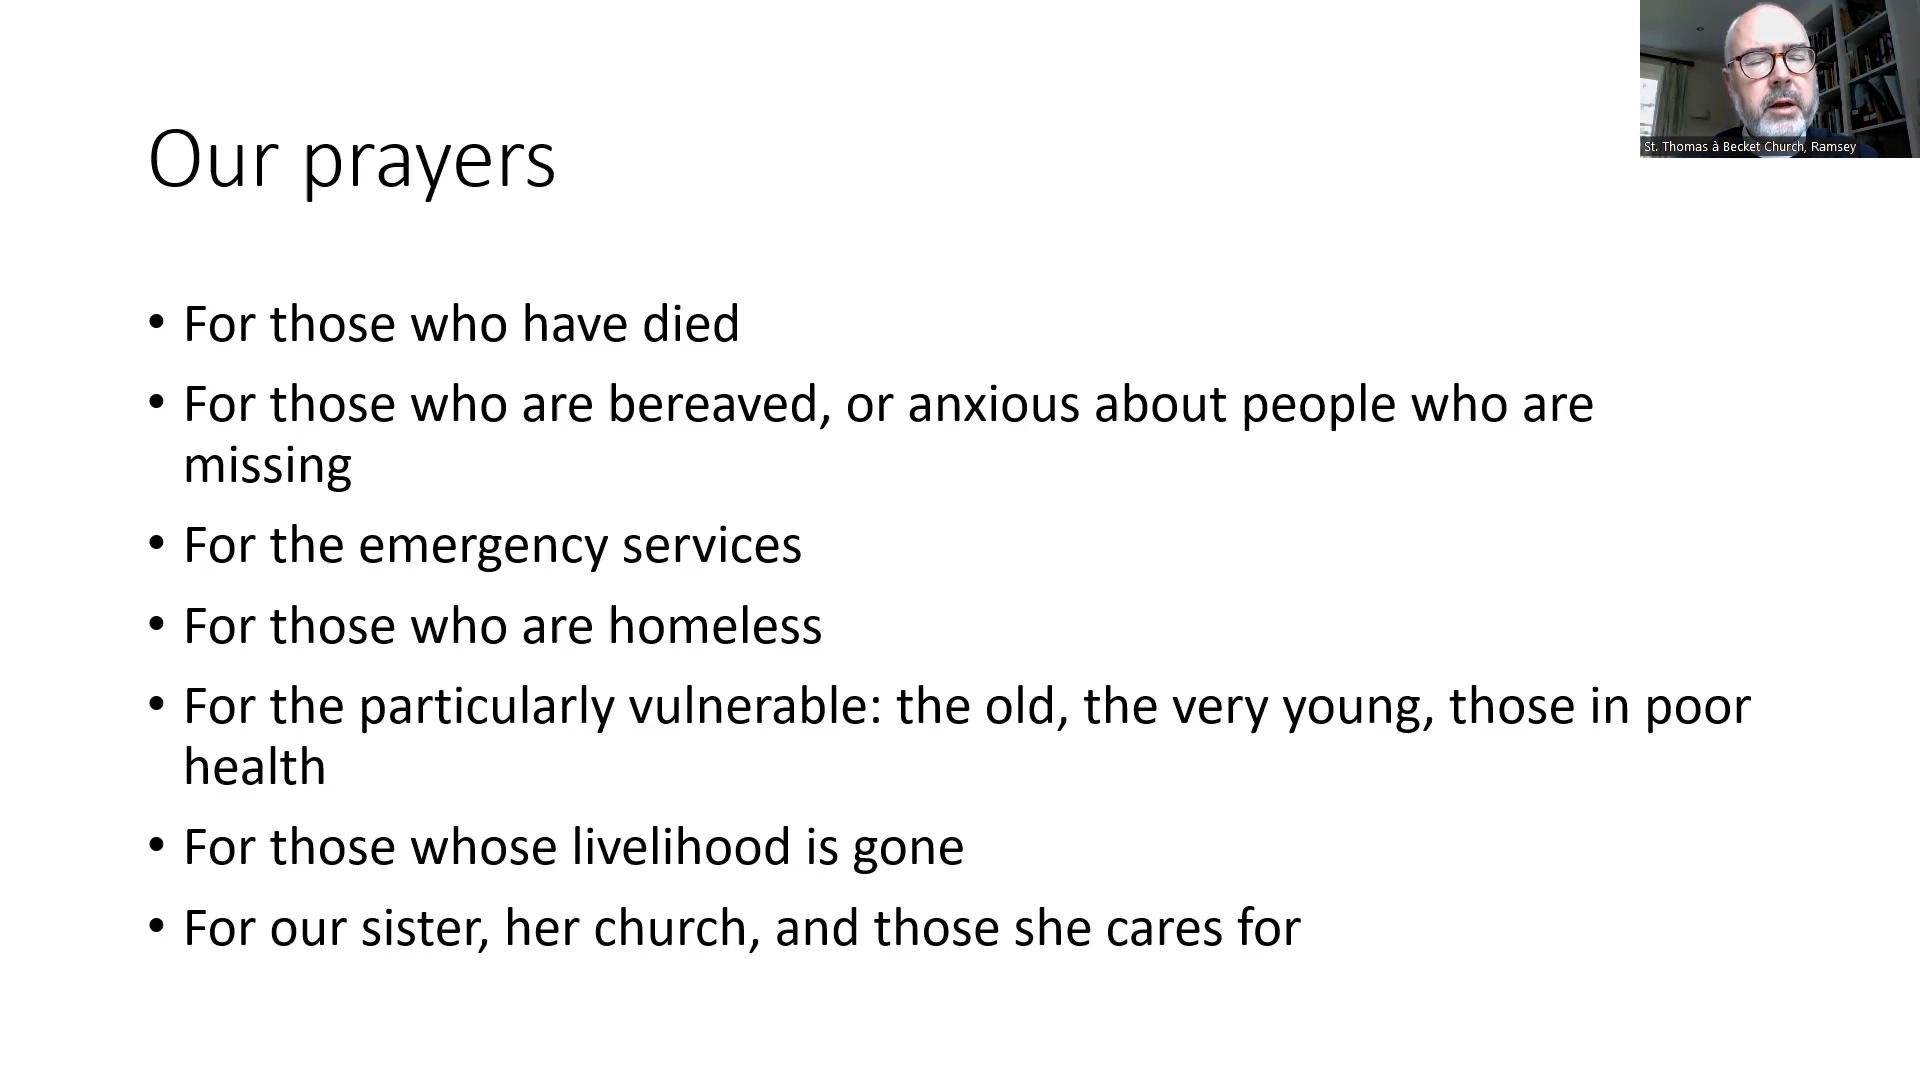 St. Thomas à Becket Church, Ramsey
Our prayers
• For those who have died
• For those who are bereaved, or anxious about people who are
missing
• For the emergency services
• For those who are homeless
• For the particularly vulnerable: the old, the very young, those in poor
health
• For those whose livelihood is gone
• For our sister, her church, and those she cares for